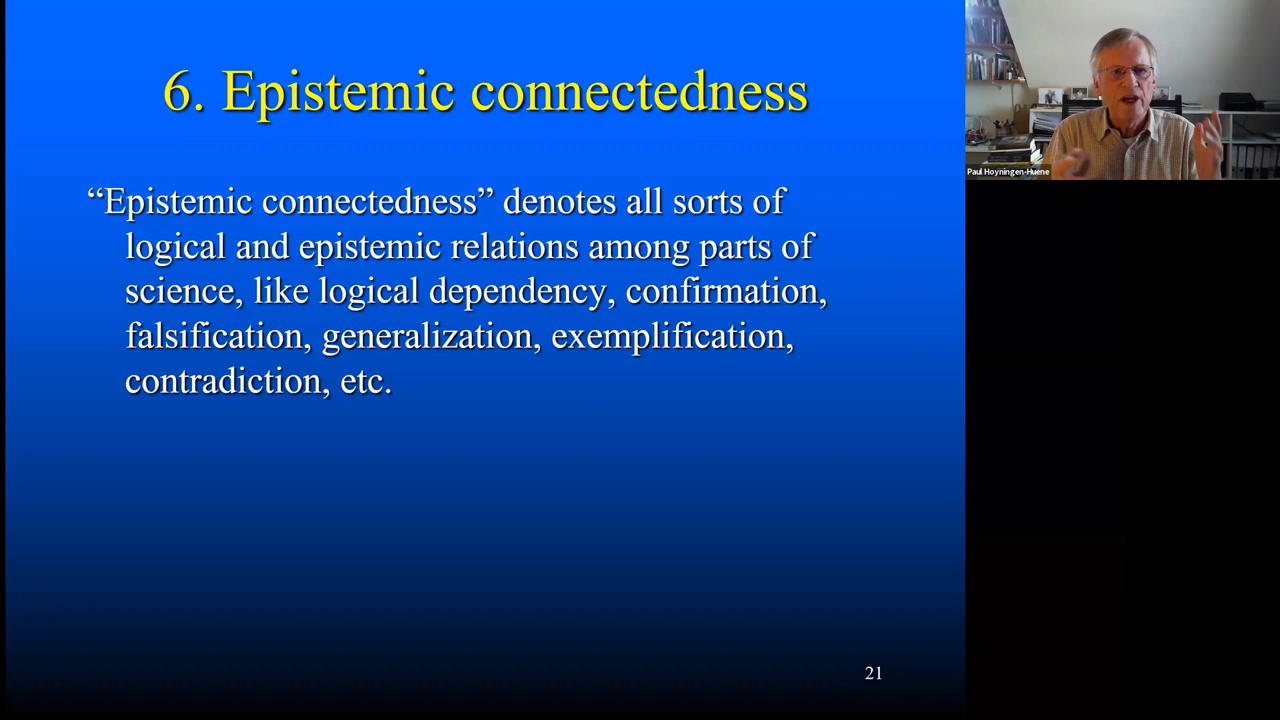 6. Epistemic connectedness
“Epistemic connectedness” denotes all sorts of
logical and epistemic relations among parts of
science, like logical dependency, confirmation,
falsification, generalization, exemplification,
contradiction, etc.
21
Paul Hoyningen-Huene